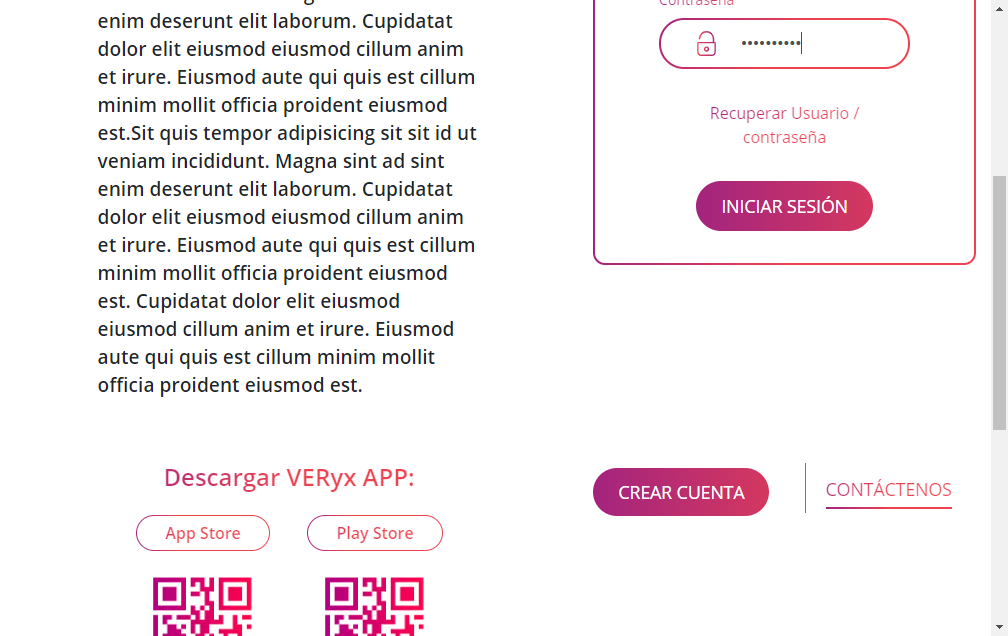 enim deserunt elit laborum. Cupidatat
dolor elit eiusmod eiusmod cillum anim
et irure. Eiusmod aute qui quis est cillum
minim mollit officia proident eiusmod
est.Sit quis tempor adipisicing sit sit id ut
veniam incididunt. Magna sint ad sint
enim deserunt elit laborum. Cupidatat
dolor elit eiusmod eiusmod cillum anim
et irure. Eiusmod aute qui quis est cillum
minim mollit officia proident eiusmod
est. Cupidatat dolor elit eiusmod
eiusmod cillum anim et irure. Eiusmod
aute qui quis est cillum minim mollit
officia proident eiusmod est.
Contraseña
••••••••••
Recuperar Usuario /
contraseña
INICIAR SESIÓN
Descargar VERyx APP:
App Store
Play Store
CREAR CUENTA
CONTÁCTENOS